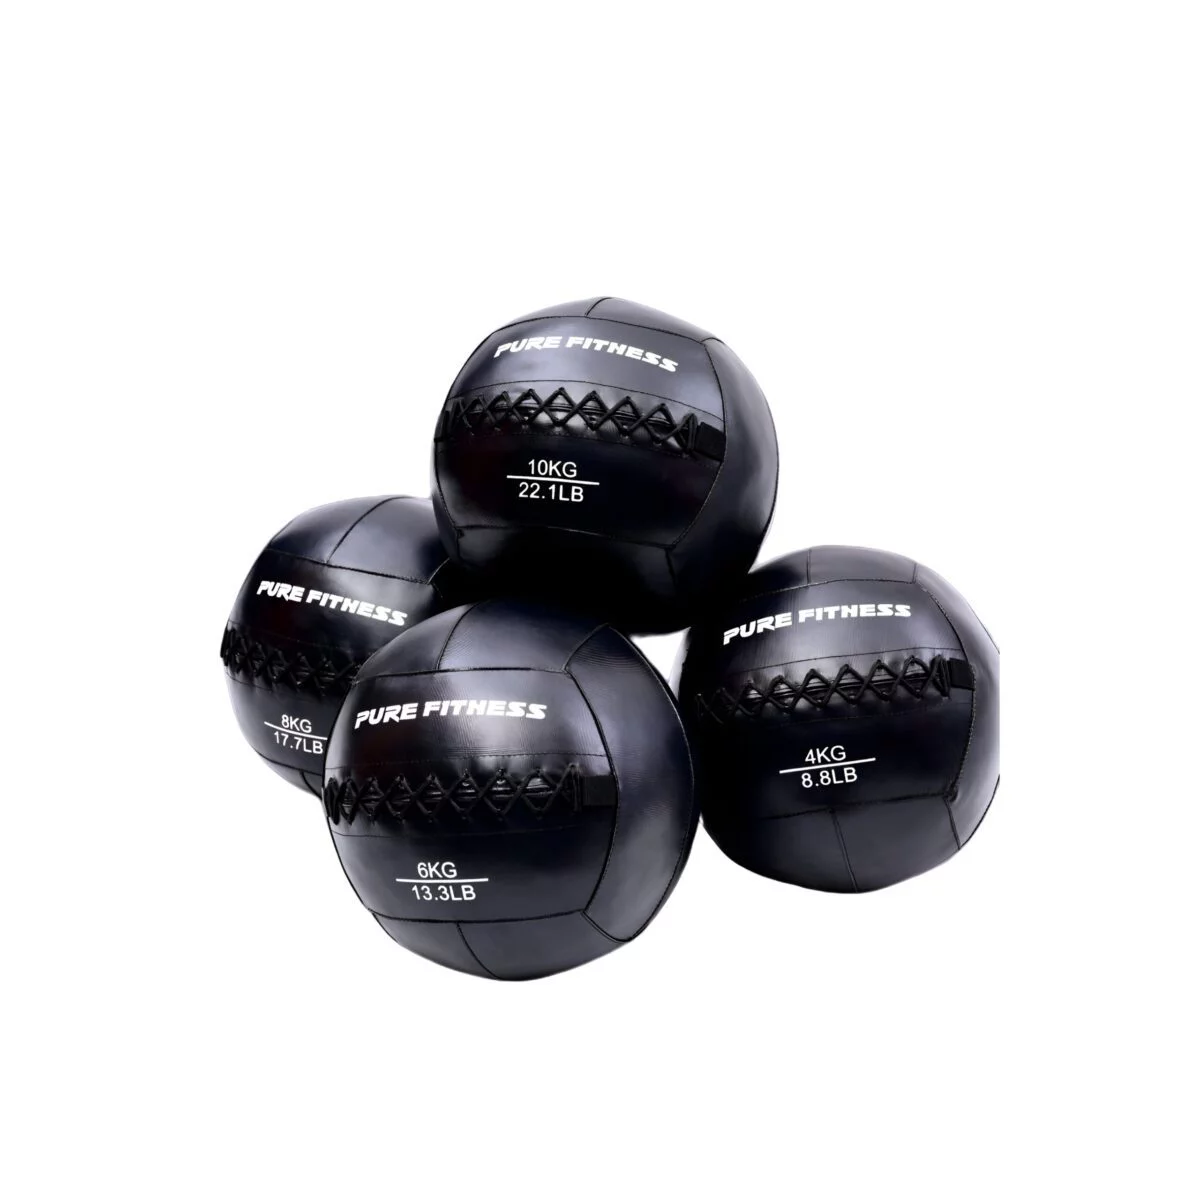 PURE FITNESS
10KG
22.1LB
PURE FITNESS
8KG
17.7LB
PURE FITNESS
6KG
13.3LB
PURE FITNESS
4KG
8.8LB